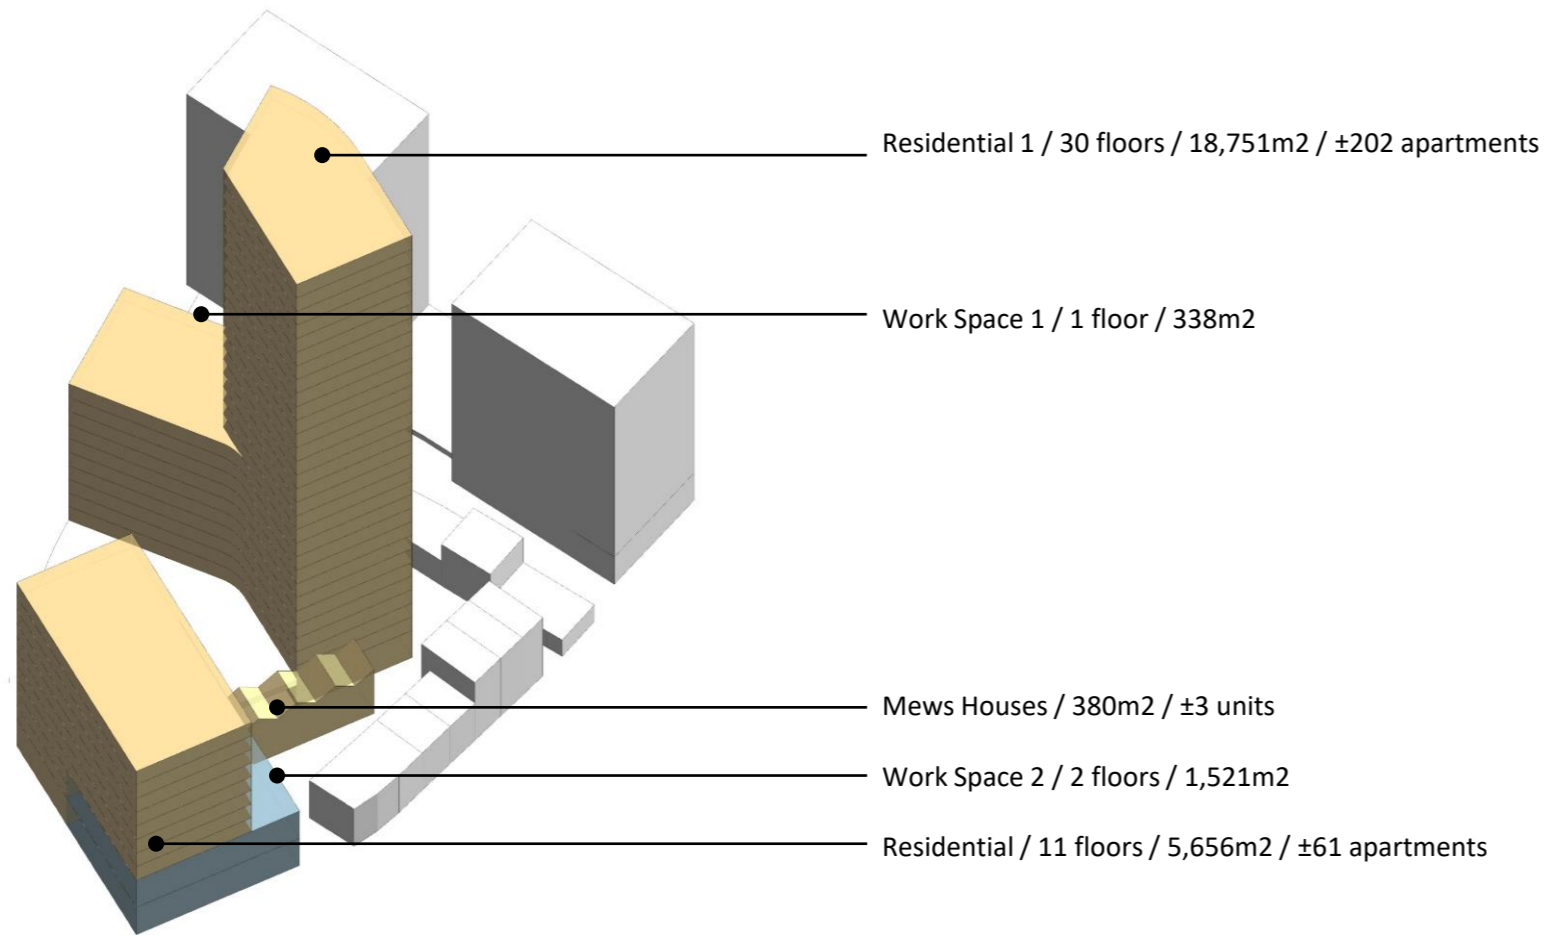 Residential 1 / 30 floors / 18,751m2 / ±202 apartments
Work Space 1 / 1 floor / 338m2
Mews Houses / 380m2 / ±3 units
Work Space 2 / 2 floors / 1,521m2
Residential / 11 floors / 5,656m2 / ±61 apartments